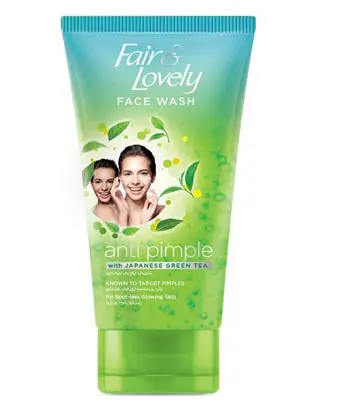 Fair &
Lovely
FACE WASH
anti pimple
with JAPANESE GREEN TEA
KNOWN TO TARGET PIMPLES
for Spot-less Glowing Skin